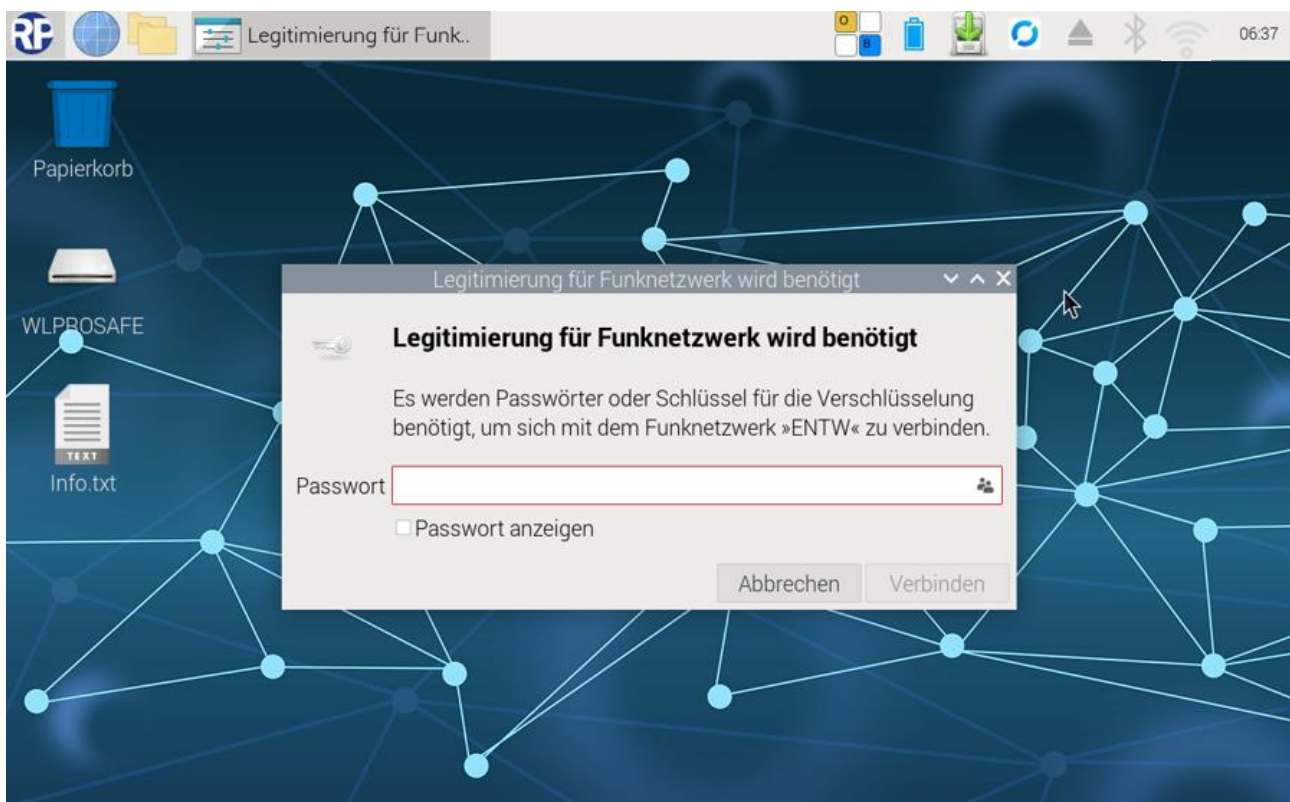 RP
Legitimierung für Funk..
O
B
06:37
Papierkorb
WLPROSAFE
TEXT
Info.txt
Legitimierung für Funknetzwerk wird benötigt
Legitimierung für Funknetzwerk wird benötigt
Es werden Passwörter oder Schlüssel für die Verschlüsselung
benötigt, um sich mit dem Funknetzwerk »ENTW« zu verbinden.
Passwort
Passwort anzeigen
Abbrechen
Verbinden